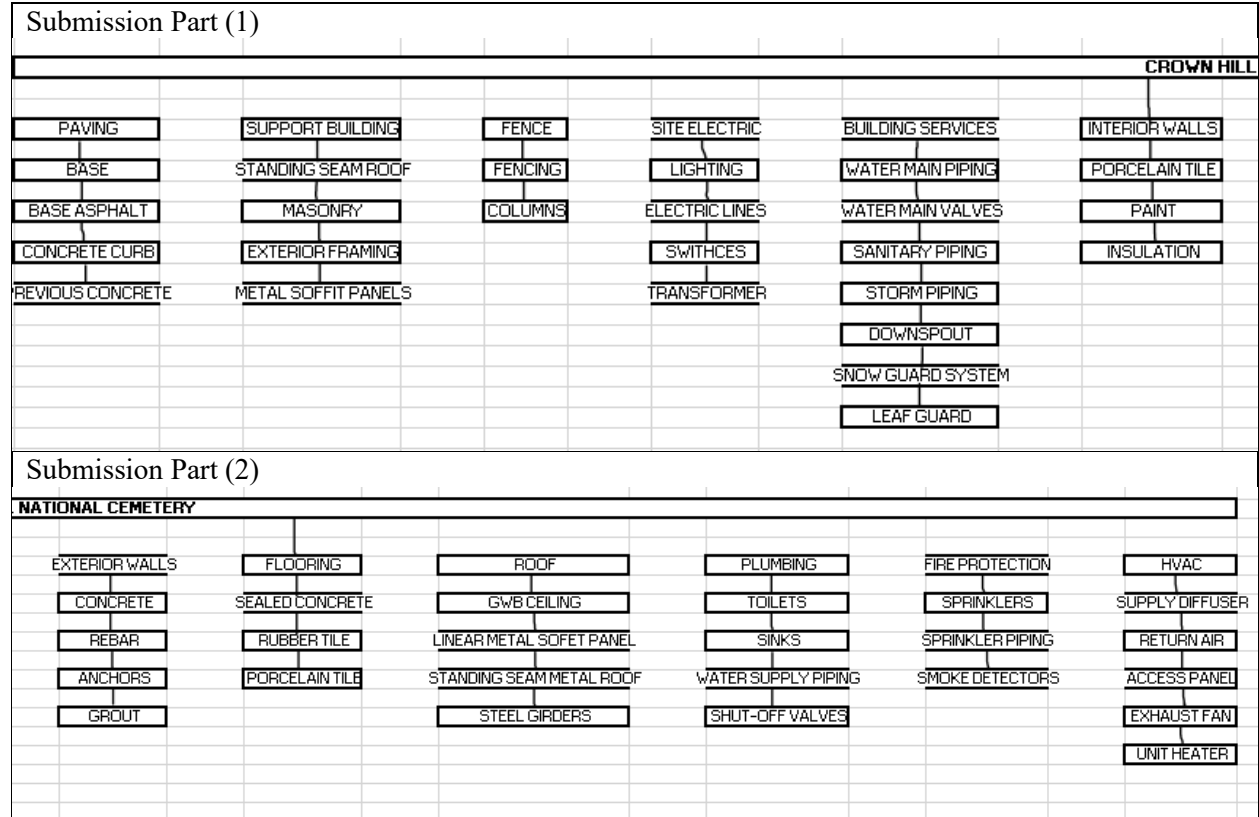 Submission Part (1)
CROWN HILL
PAVING SUPPORT BUILDING FENCE SITE ELECTRIC BUILDING SERVICES INTERIOR WALLS
BASE STANDING SEAM ROOF FENCING LIGHTING WATER MAIN PIPING PORCELAIN TILE
BASE ASPHALT MASONRY COLUMNS ELECTRIC LINES WATER MAIN VALVES PAINT
CONCRETE CURB EXTERIOR FRAMING SWITHCES SANITARY PIPING INSULATION
PREVIOUS CONCRETE METAL SOFFIT PANELS TRANSFORMER STORM PIPING
DOWNSPOUT
SNOW GUARD SYSTEM
LEAF GUARD
Submission Part (2)
NATIONAL CEMETERY
EXTERIOR WALLS FLOORING ROOF PLUMBING FIRE PROTECTION HVAC
CONCRETE SEALED CONCRETE GWB CEILING TOILETS SPRINKLERS SUPPLY DIFFUSER
REBAR RUBBER TILE LINEAR METAL SOFET PANEL SINKS SPRINKLER PIPING RETURN AIR
ANCHORS PORCELAIN TILE STANDING SEAM METAL ROOF WATER SUPPLY PIPING SMOKE DETECTORS ACCESS PANEL
GROUT STEEL GIRDERS SHUT-OFF VALVES EXHAUST FAN
UNIT HEATER